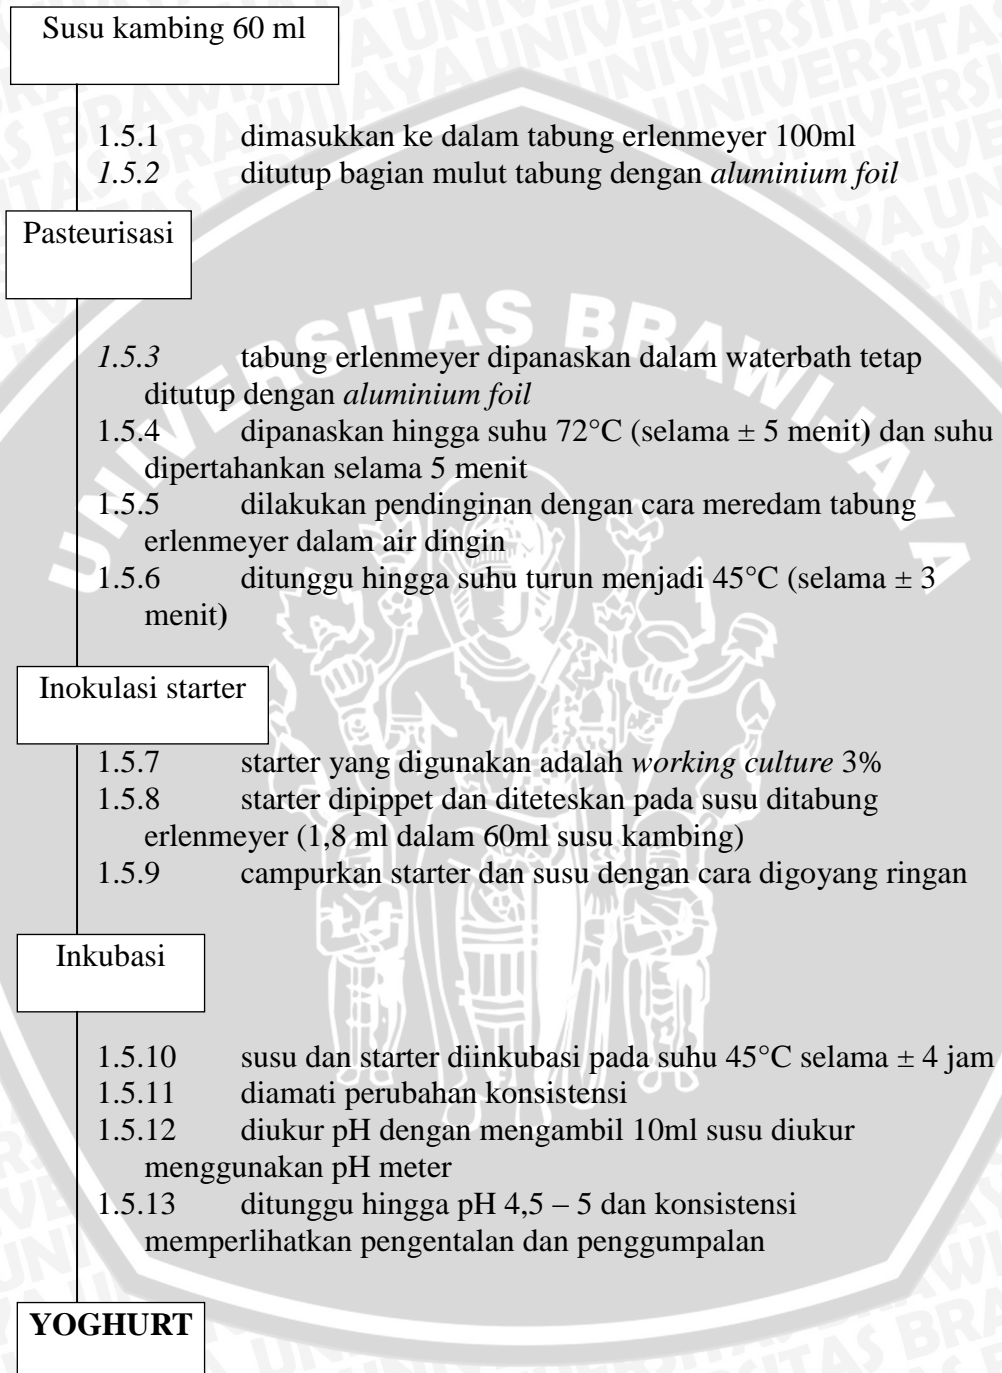 Susu kambing 60 ml
1.5.1 dimasukkan ke dalam tabung erlenmeyer 100ml
1.5.2 ditutup bagian mulut tabung dengan aluminium foil
Pasteurisasi
1.5.3 tabung erlenmeyer dipanaskan dalam waterbath tetap
ditutup dengan aluminium foil
1.5.4 dipanaskan hingga suhu 72°C (selama ± 5 menit) dan suhu
dipertahankan selama 5 menit
1.5.5 dilakukan pendinginan dengan cara meredam tabung
erlenmeyer dalam air dingin
1.5.6 ditunggu hingga suhu turun menjadi 45°C (selama ± 3
menit)
Inokulasi starter
1.5.7 starter yang digunakan adalah working culture 3%
1.5.8 starter dipippet dan diteteskan pada susu ditabung
erlenmeyer (1,8 ml dalam 60ml susu kambing)
1.5.9 campurkan starter dan susu dengan cara digoyang ringan
Inkubasi
1.5.10 susu dan starter diinkubasi pada suhu 45°C selama ± 4 jam
1.5.11 diamati perubahan konsistensi
1.5.12 diukur pH dengan mengambil 10ml susu diukur
menggunakan pH meter
1.5.13 ditunggu hingga pH 4,5 – 5 dan konsistensi
memperlihatkan pengentalan dan penggumpalan
YOGHURT
UNIVERSITAS BRAWIJAYA